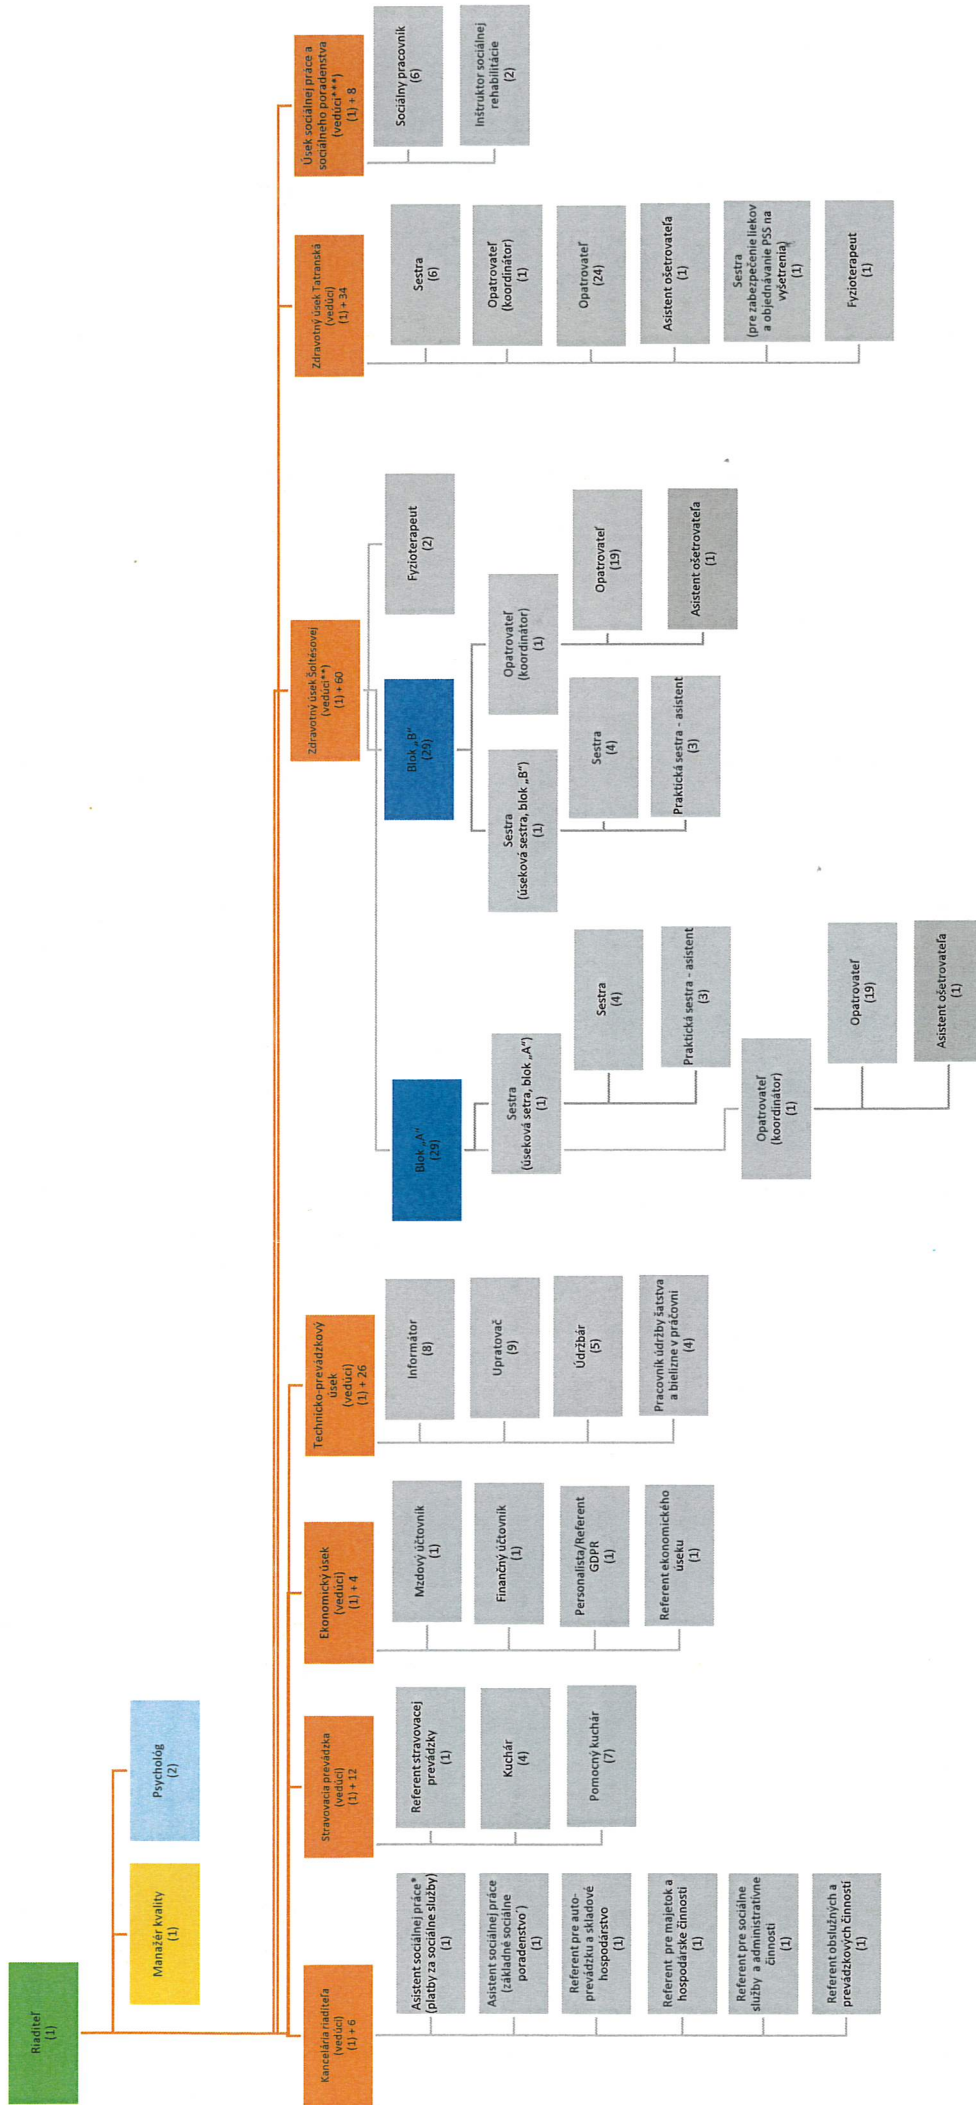 Riaditeľ
(1)
Manažér kvality
(1)
Psychológ
(2)
Kancelária riaditeľa
(vedúci)
(1) + 6
Asistent sociálnej práce*
(platby za sociálne služby)
(1)
Asistent sociálnej práce
(základné sociálne
poradenstvo*)
(1)
Referent pre auto-
prevádzku a skladové
hospodárstvo
(1)
Referent pre majetok a
hospodárske činnosti
(1)
Referent pre sociálne
služby a administratívne
činnosti
(1)
Referent obslužných a
prevádzkových činností
(1)
Stravovacia prevádzka
(vedúci)
(1) + 12
Referent stravovacej
prevádzky
(1)
Kuchár
(4)
Pomocný kuchár
(7)
Ekonomický úsek
(vedúci)
(1) + 4
Mzdový účtovník
(1)
Finančný účtovník
(1)
Personalista/Referent
GDPR
(1)
Referent ekonomického
úseku
(1)
Technicko-prevádzkový
úsek
(vedúci)
(1) + 26
Informátor
(8)
Upratovač
(9)
Údržbár
(5)
Pracovník údržby šatstva
a bielizne v práčovni
(4)
Zdravotný úsek Šoltésovej
(vedúci**)
(1) + 60
Blok „A"
(29)
Sestra
(úseková setra, blok „A")
(1)
Sestra
(4)
Praktická sestra - asistent
(3)
Opatrovateľ
(koordinátor)
(1)
Opatrovateľ
(19)
Asistent ošetrovateľa
(1)
Blok „B"
(29)
Sestra
(úseková sestra, blok „B")
(1)
Sestra
(4)
Praktická sestra - asistent
(3)
Opatrovateľ
(koordinátor)
(1)
Opatrovateľ
(19)
Asistent ošetrovateľa
(1)
Fyzioterapeut
(2)
Zdravotný úsek Tatranská
(vedúci)
(1) + 34
Sestra
(6)
Opatrovateľ
(koordinátor)
(1)
Opatrovateľ
(24)
Asistent ošetrovateľa
(1)
Sestra
(pre zabezpečenie liekov
a objednávanie PSS na
vyšetrenia)
(1)
Fyzioterapeut
(1)
Úsek sociálnej práce a
sociálneho poradenstva
(vedúci***)
(1) + 8
Sociálny pracovník
(6)
Inštruktor sociálnej
rehabilitácie
(2)